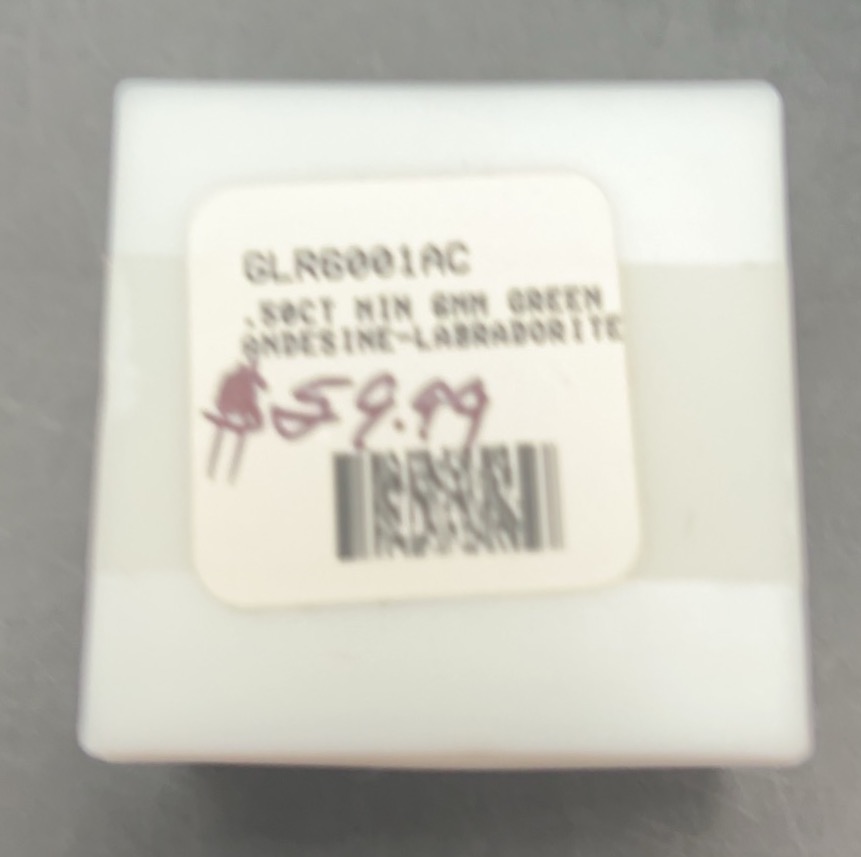 GLR6001AC
.50CT MIN 6MM GREEN
ANDESINE-LABRADORITE
$59.99